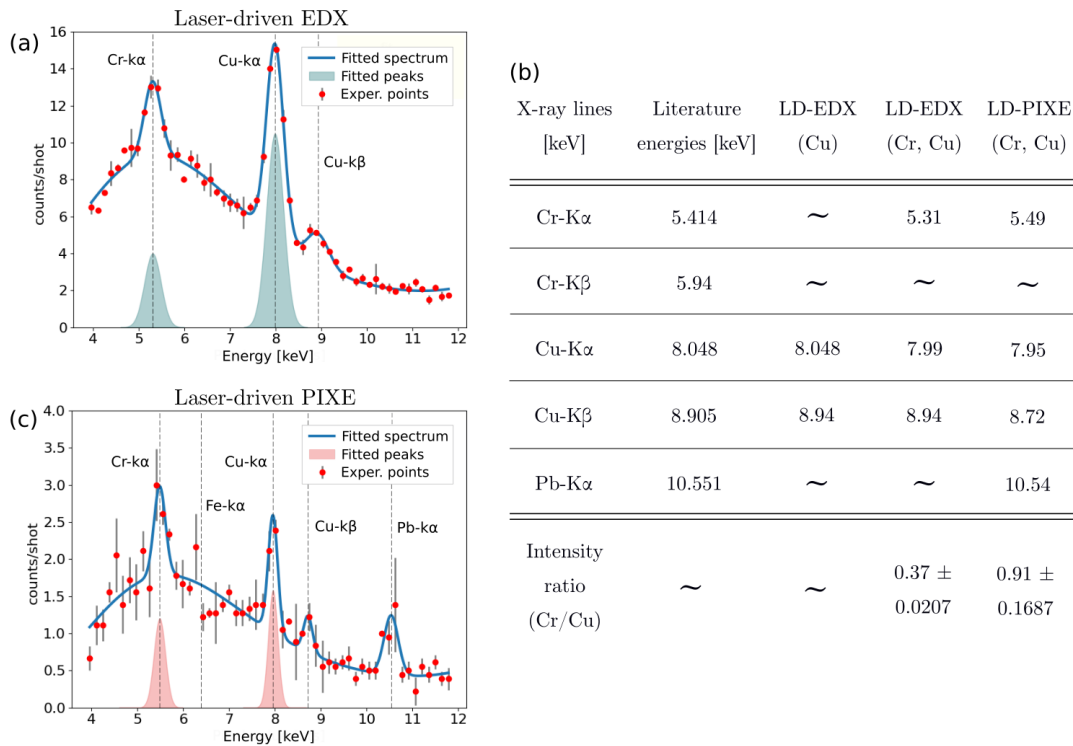 Laser-driven EDX
(a)
Cr-kα
Cu-kα
Cu-kβ
Fitted spectrum
Fitted peaks
Exper. points
counts/shot
16
14
12
10
8
6
4
2
0
4 5 6 7 8 9 10 11 12
Energy [keV]
(b)
X-ray lines Literature LD-EDX LD-EDX LD-PIXE
[keV] energies [keV] (Cu) (Cr, Cu) (Cr, Cu)
Cr-Kα 5.414 ~ 5.31 5.49
Cr-Kβ 5.94 ~ ~ ~
Cu-Kα 8.048 8.048 7.99 7.95
Cu-Kβ 8.905 8.94 8.94 8.72
Pb-Kα 10.551 ~ ~ 10.54
Intensity
ratio
(Cr/Cu)
~ ~
0.37 ± 0.91 ±
0.0207 0.1687
Laser-driven PIXE
(c)
Cr-kα
Fe-kα
Cu-kα
Cu-kβ
Pb-kα
Fitted spectrum
Fitted peaks
Exper. points
counts/shot
4.0
3.5
3.0
2.5
2.0
1.5
1.0
0.5
0.0
4 5 6 7 8 9 10 11 12
Energy [keV]